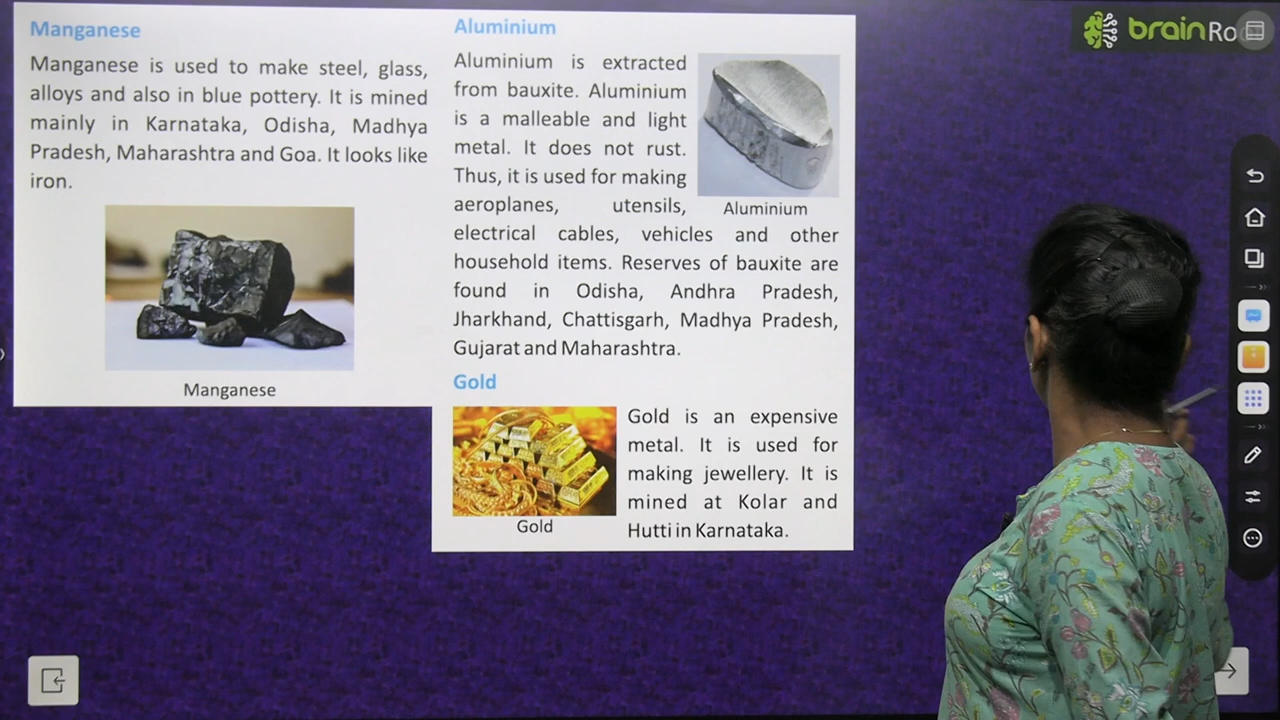 Manganese
Manganese is used to make steel, glass,
alloys and also in blue pottery. It is mined
mainly in Karnataka, Odisha, Madhya
Pradesh, Maharashtra and Goa. It looks like
iron.
Manganese
Aluminium
Aluminium is extracted
from bauxite. Aluminium
is a malleable and light
metal. It does not rust.
Thus, it is used for making
aeroplanes, utensils,
Aluminium
electrical cables, vehicles and other
household items. Reserves of bauxite are
found in Odisha, Andhra Pradesh,
Jharkhand, Chattisgarh, Madhya Pradesh,
Gujarat and Maharashtra.
Gold
Gold is an expensive
metal. It is used for
making jewellery. It is
mined at Kolar and
Hutti in Karnataka.
Gold
brain